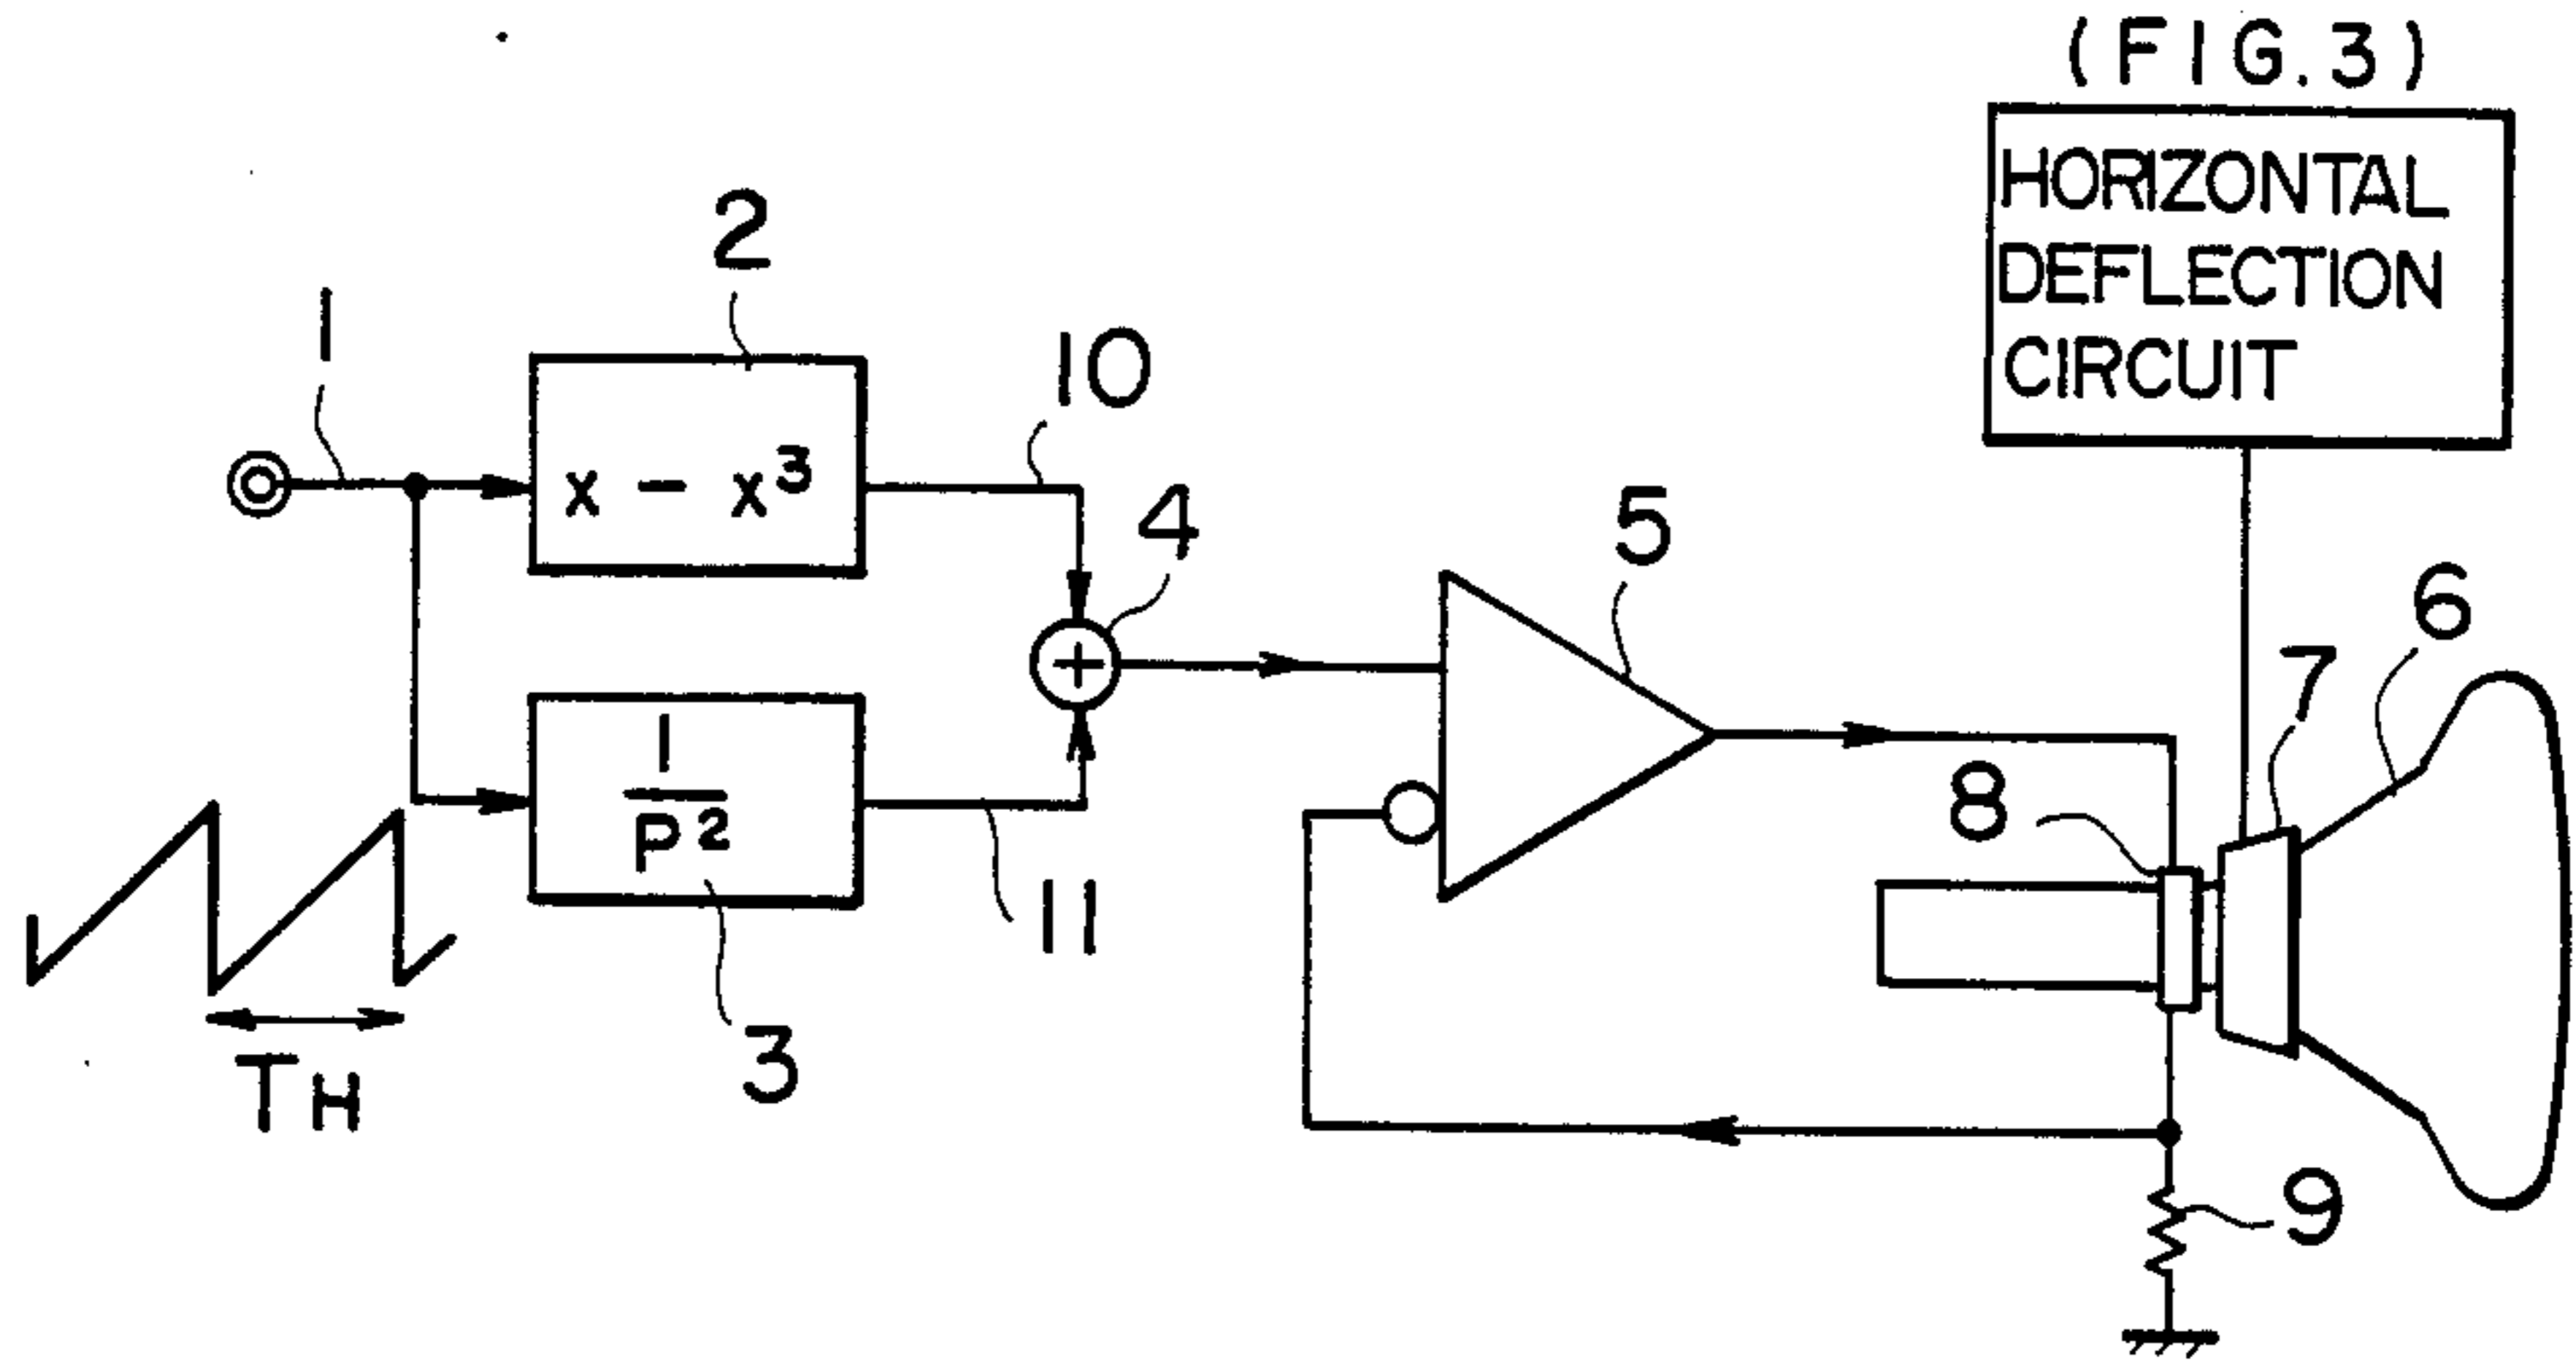 (FIG.3)
HORIZONTAL
DEFLECTION
CIRCUIT
2
1
10
x - x³
4
5
6
7
1
P²
8
11
3
TH
9